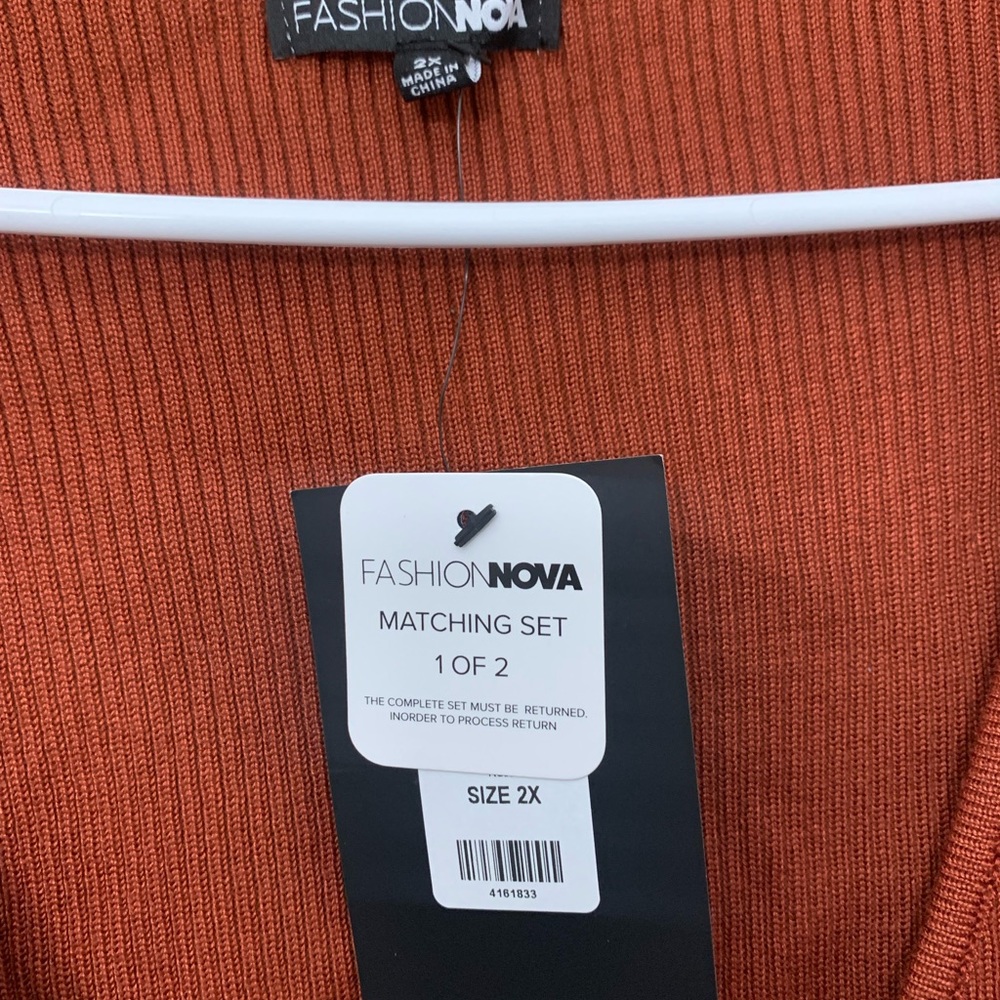 FASHIONNOVA
2X
MADE IN
CHINA
FASHIONNOVA
MATCHING SET
1 OF 2
THE COMPLETE SET MUST BE RETURNED.
INORDER TO PROCESS RETURN
SIZE 2X
4161833